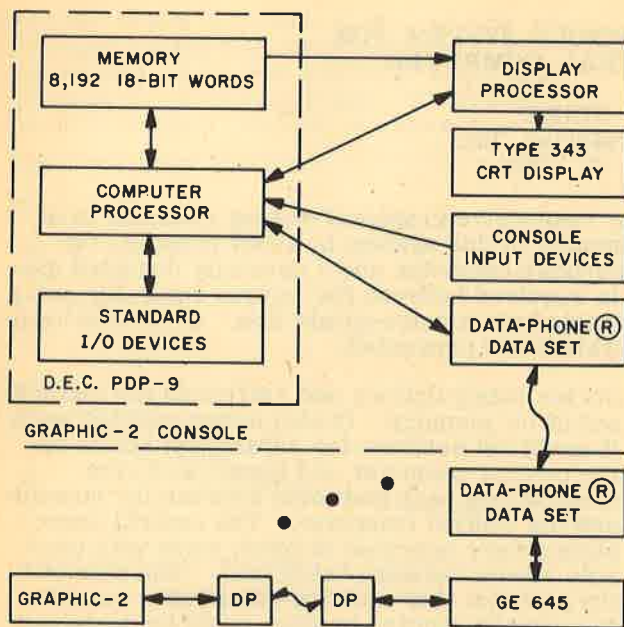 MEMORY
8,192 18-BIT WORDS
DISPLAY
PROCESSOR
TYPE 343
CRT DISPLAY
COMPUTER
PROCESSOR
CONSOLE
INPUT DEVICES
STANDARD
I/O DEVICES
DATA-PHONE®
DATA SET
D.E.C. PDP-9
GRAPHIC-2 CONSOLE
DATA-PHONE®
DATA SET
GRAPHIC-2
DP
DP
GE 645